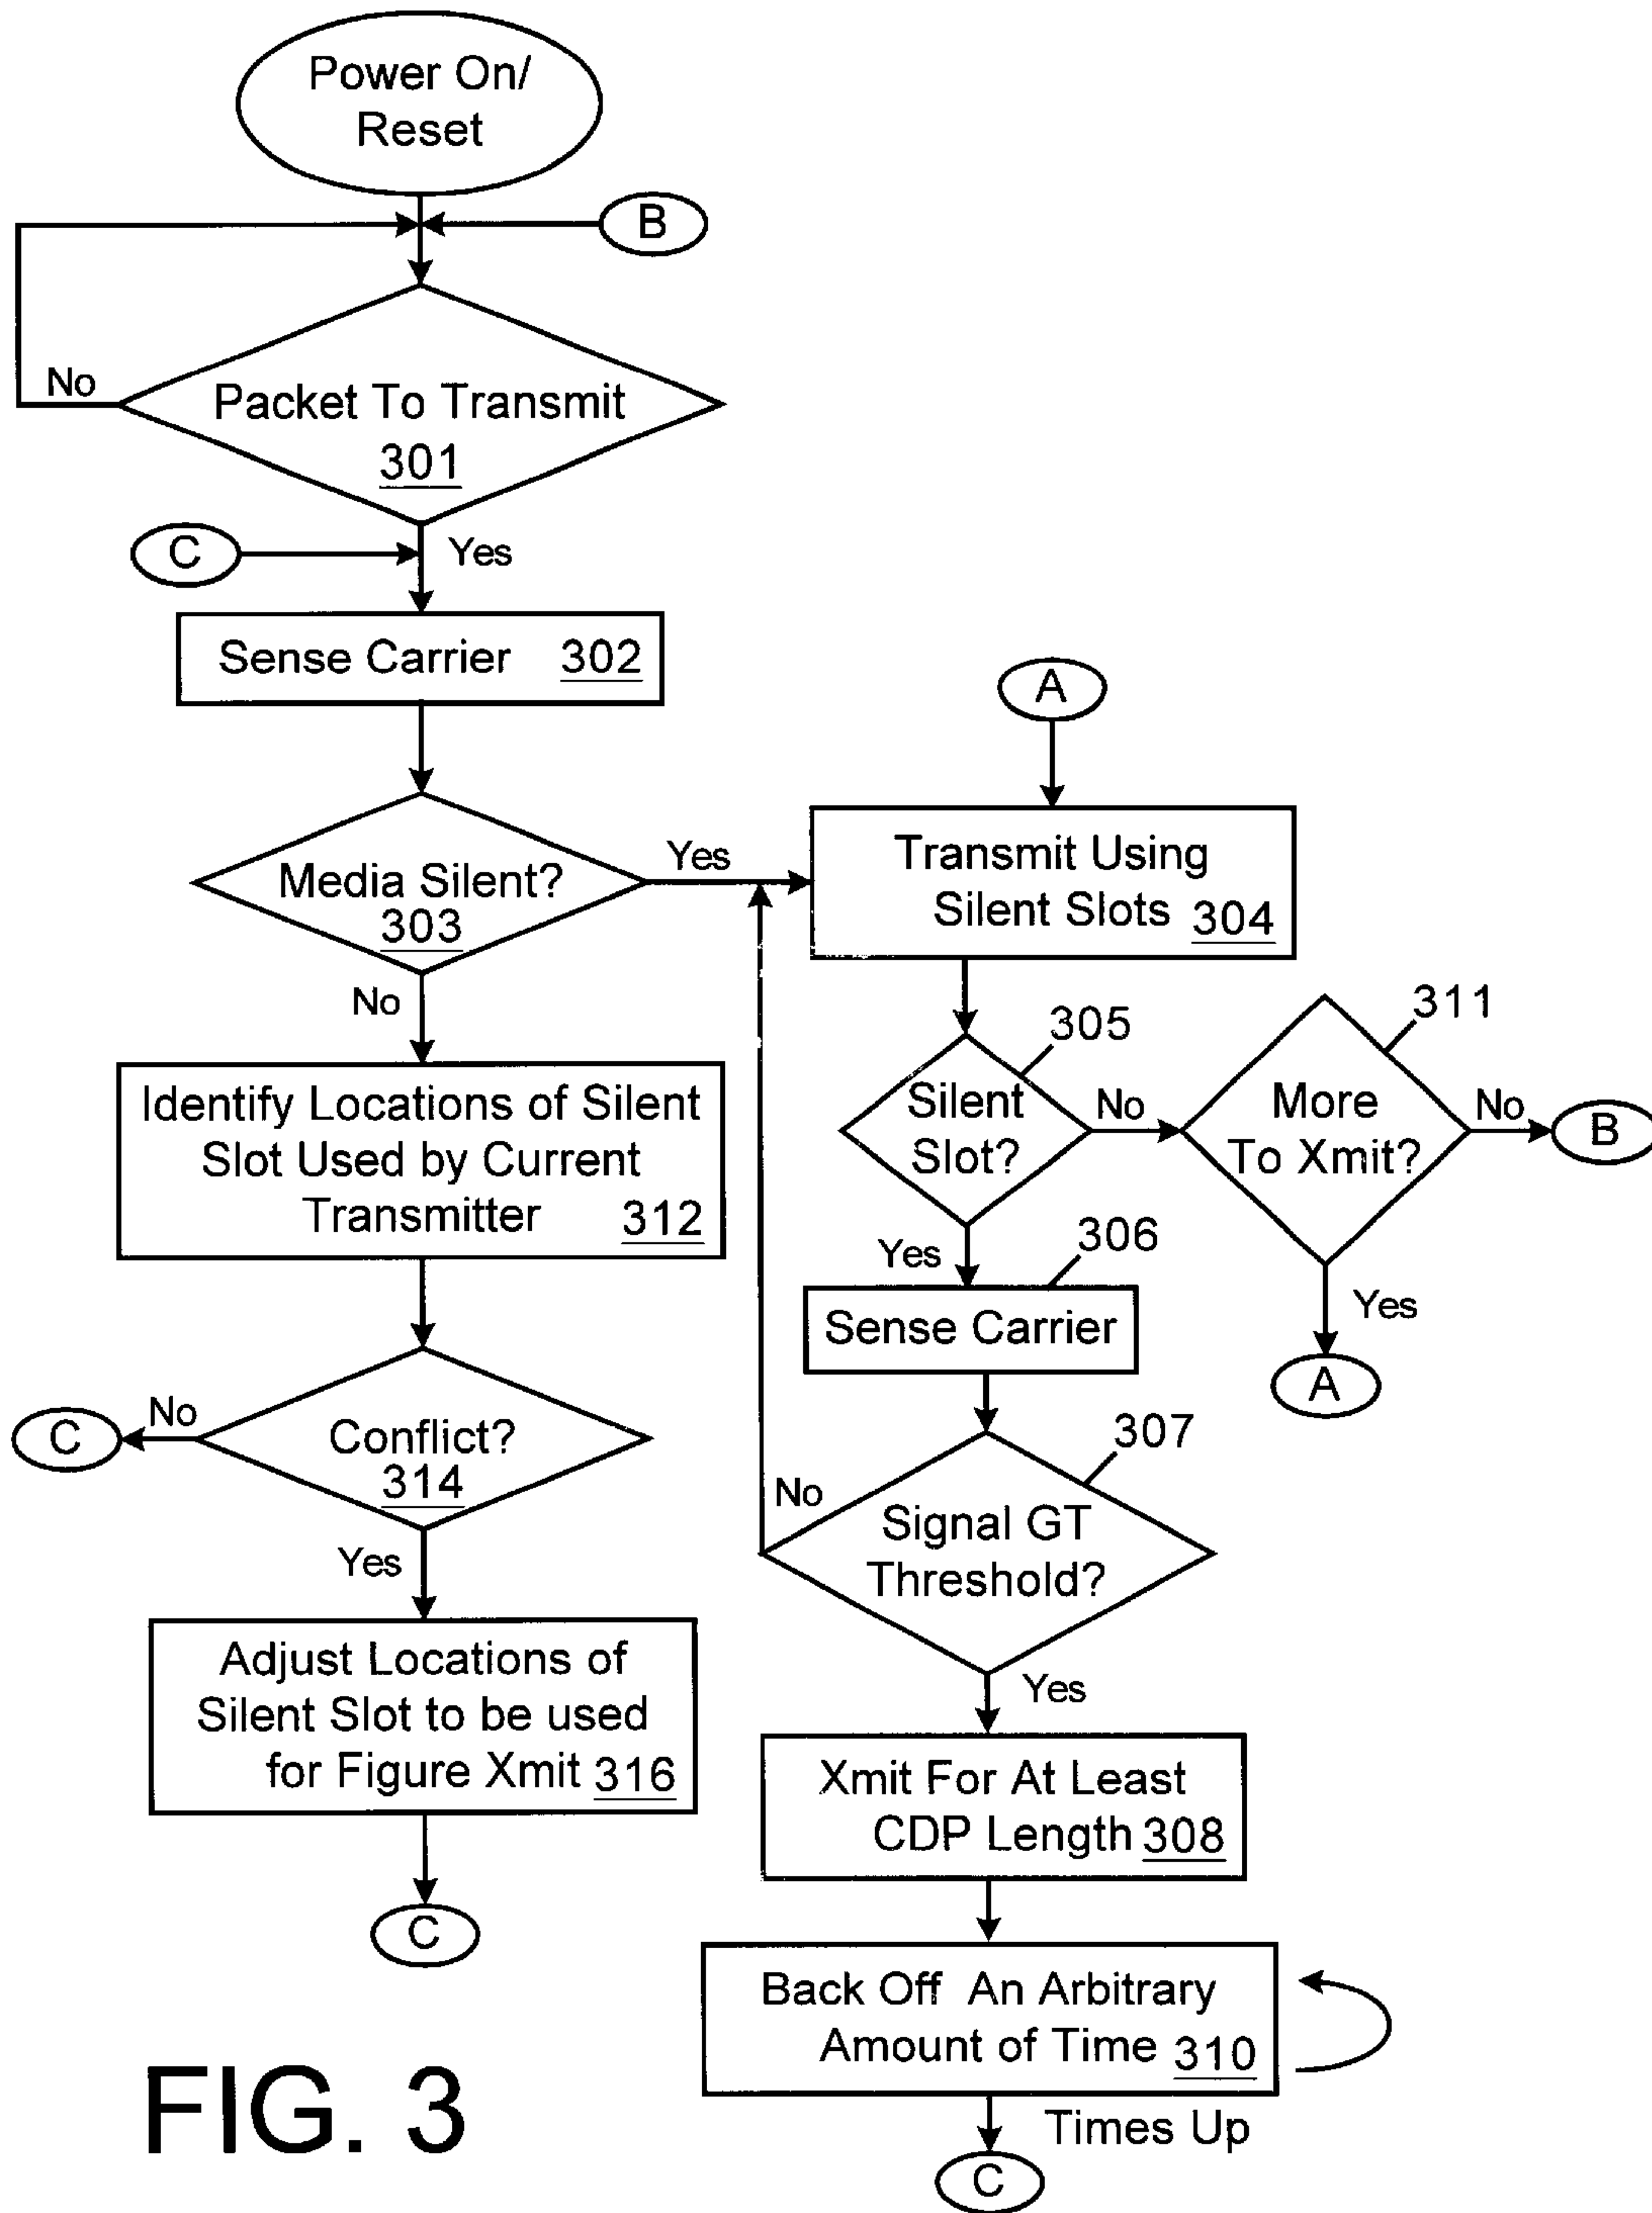 Power On/
Reset
B
No
Packet To Transmit
301
C
Yes
Sense Carrier 302
A
Media Silent?
303
Yes
Transmit Using
Silent Slots 304
No
305
311
Identify Locations of Silent
Slot Used by Current
Transmitter 312
Silent
Slot?
No
More
To Xmit?
No
B
Yes
306
Sense Carrier
Yes
A
C
No
Conflict?
314
307
No
Signal GT
Threshold?
Yes
Adjust Locations of
Silent Slot to be used
for Figure Xmit 316
Yes
Xmit For At Least
CDP Length 308
C
Back Off An Arbitrary
Amount of Time 310
Times Up
C
FIG. 3